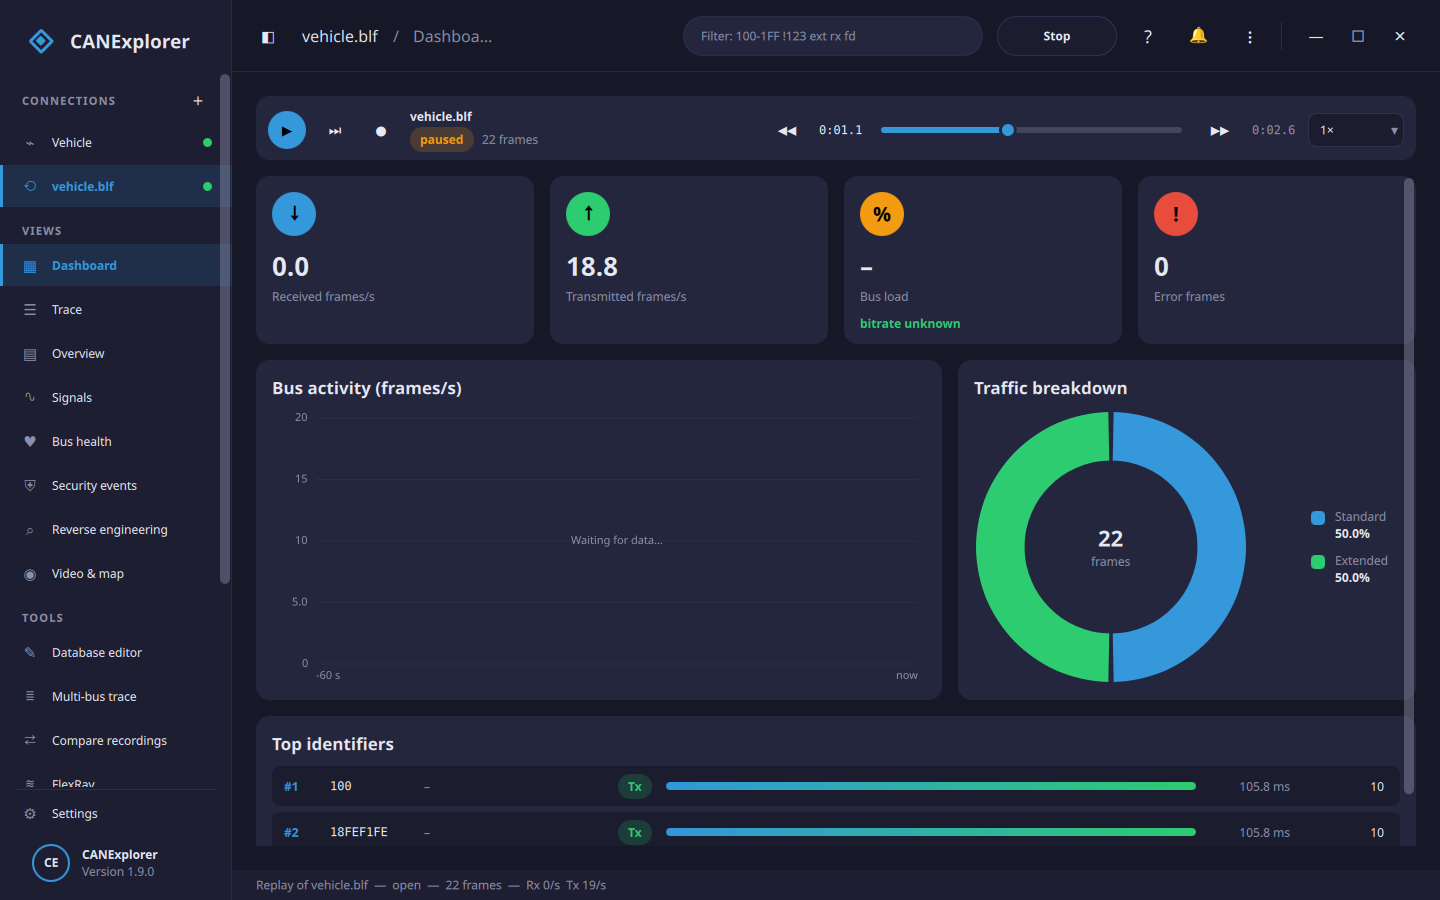 CANExplorer
vehicle.blf / Dashboa...
Filter: 100-1FF !123 ext rx fd
Stop
?
CONNECTIONS +
Vehicle
vehicle.blf
VIEWS
Dashboard
Trace
Overview
Signals
Bus health
Security events
Reverse engineering
Video & map
TOOLS
Database editor
Multi-bus trace
Compare recordings
FlexRay
Settings
CE
CANExplorer
Version 1.9.0
vehicle.blf
paused 22 frames
0:01.1
0:02.6
1×
0.0
Received frames/s
18.8
Transmitted frames/s
%
–
Bus load
bitrate unknown
!
0
Error frames
Bus activity (frames/s)
20
15
10
5.0
0
Waiting for data...
-60 s now
Traffic breakdown
22
frames
Standard
50.0%
Extended
50.0%
Top identifiers
#1 100 – Tx 105.8 ms 10
#2 18FEF1FE – Tx 105.8 ms 10
Replay of vehicle.blf — open — 22 frames — Rx 0/s Tx 19/s